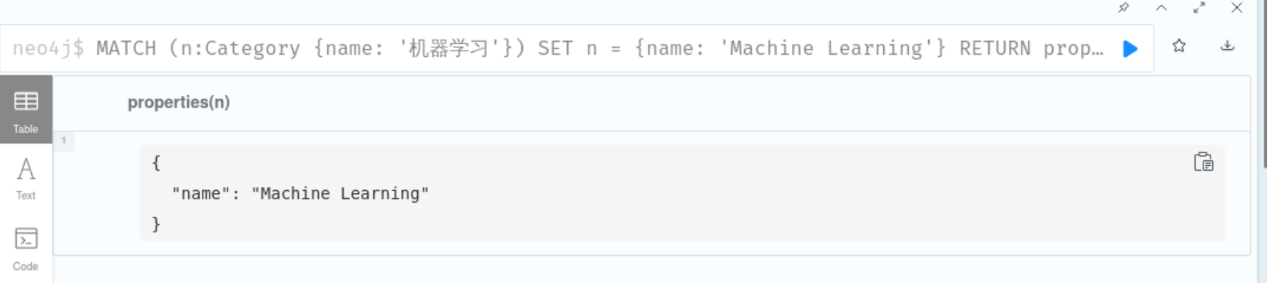 neo4j$ MATCH (n:Category {name: '机器学习'}) SET n = {name: 'Machine Learning'} RETURN prop…
Table
properties(n)
1
{
"name": "Machine Learning"
}
A
Text
Code